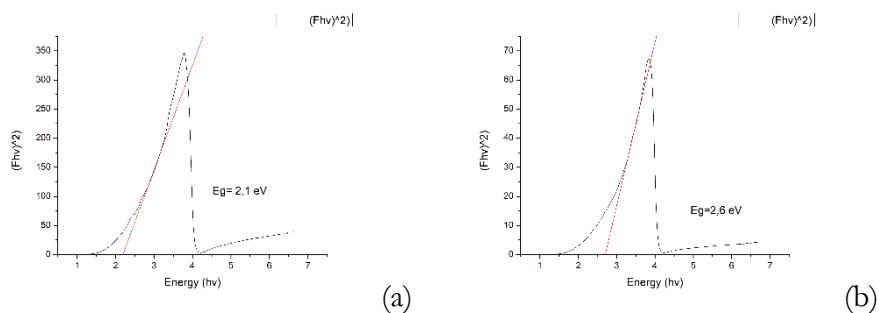 (Fhv)^2)
(Fhv)^2)
350
300
250
200
150
100
50
0
Eg= 2,1 eV
1 2 3 4 5 6 7
Energy (hv)
(a)
(Fhv)^2)
(Fhv)^2)
70
60
50
40
30
20
10
0
Eg=2,6 eV
1 2 3 4 5 6 7
Energy (hv)
(b)